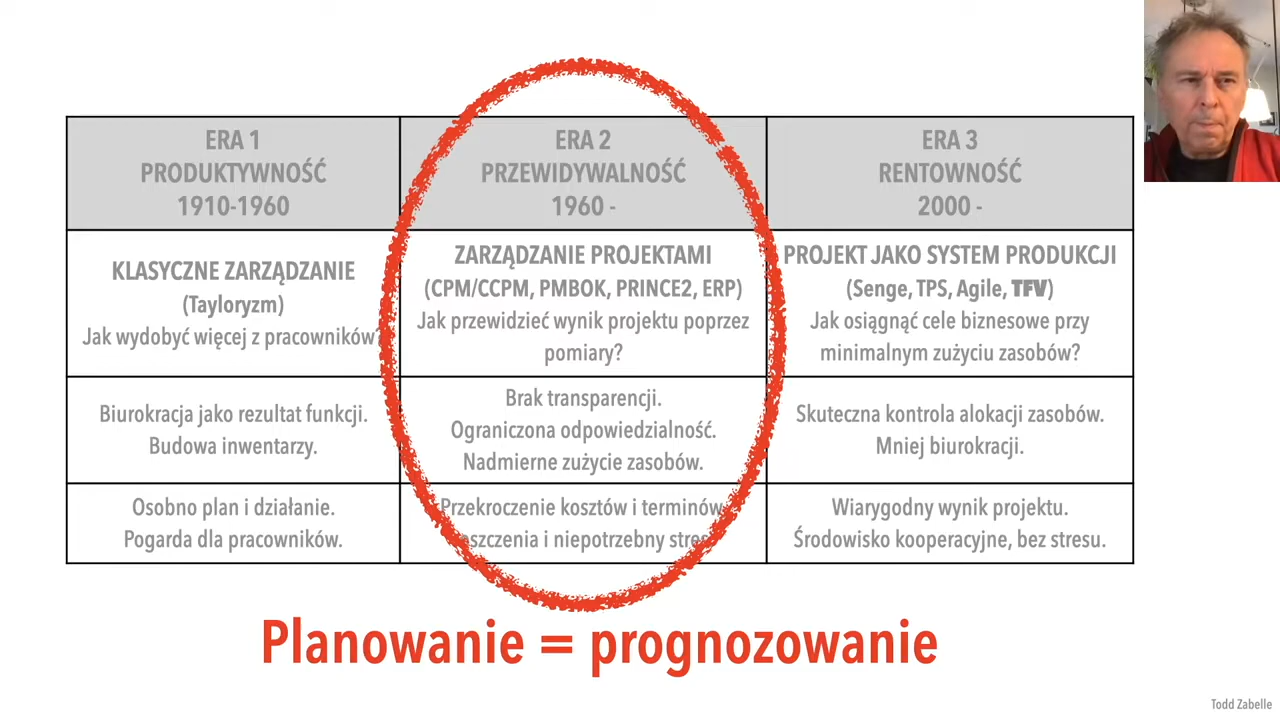 ERA 1
PRODUKTYWNOŚĆ
1910-1960
ERA 2
PRZEWIDYWALNOŚĆ
1960 -
ERA 3
RENTOWNOŚĆ
2000 -
KLASYCZNE ZARZĄDZANIE
(Tayloryzm)
Jak wydobyć więcej z pracowników?
ZARZĄDZANIE PROJEKTAMI
(CPM/CCPM, PMBOK, PRINCE2, ERP)
Jak przewidzieć wynik projektu poprzez
pomiary?
PROJEKT JAKO SYSTEM PRODUKCJI
(Senge, TPS, Agile, TFV)
Jak osiągnąć cele biznesowe przy
minimalnym zużyciu zasobów?
Biurokracja jako rezultat funkcji.
Budowa inwentarzy.
Brak transparencji.
Ograniczona odpowiedzialność.
Nadmierne zużycie zasobów.
Skuteczna kontrola alokacji zasobów.
Mniej biurokracji.
Osobno plan i działanie.
Pogarda dla pracowników.
Przekroczenie kosztów i terminów
i niepotrzebny
Wiarygodny wynik projektu.
Środowisko kooperacyjne, bez stresu.
Planowanie = prognozowanie
Todd Zabelle